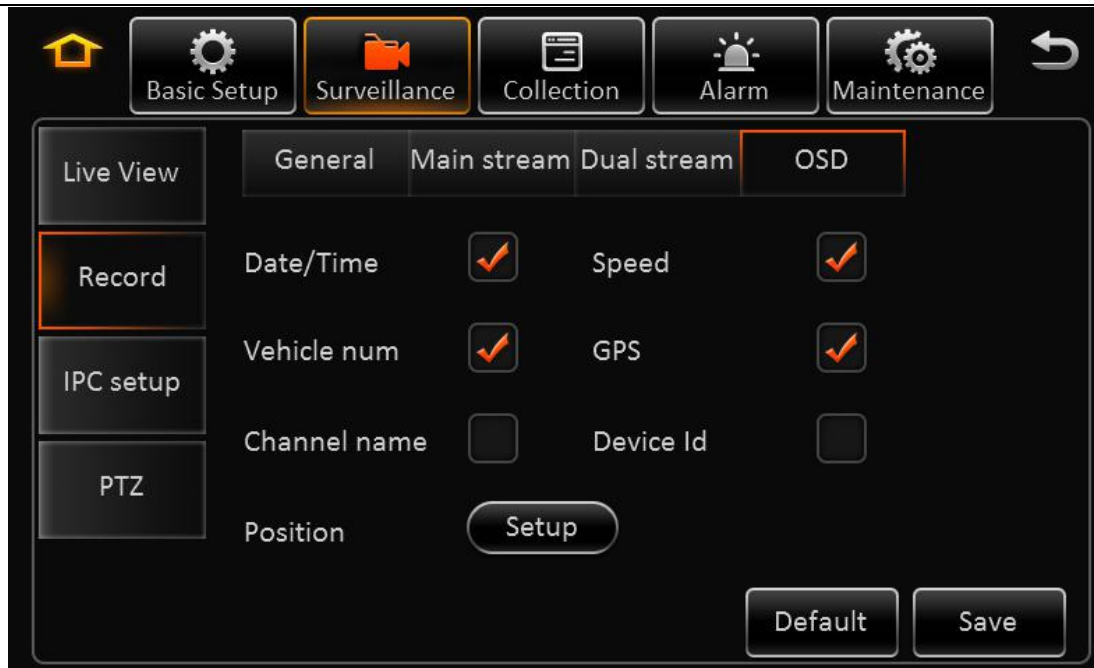 Basic Setup Surveillance Collection Alarm Maintenance
Live View
General Main stream Dual stream OSD
Record
Date/Time Speed
Vehicle num GPS
IPC setup
Channel name Device Id
PTZ
Position Setup
Default Save